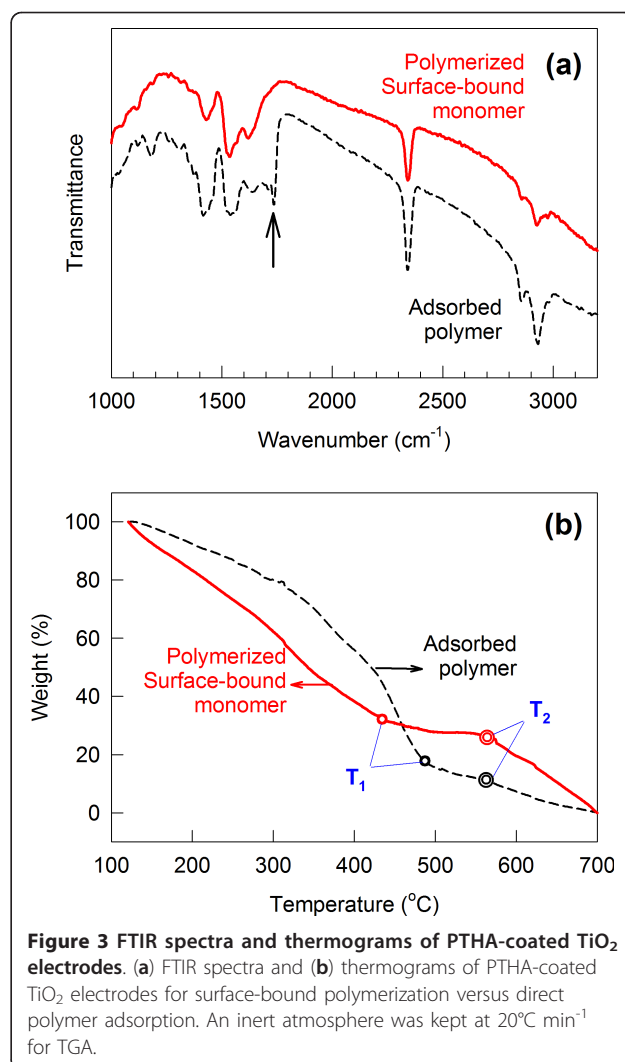 (a)
Polymerized
Surface-bound
monomer
Transmittance
Adsorbed
polymer
1000 1500 2000 2500 3000
Wavenumber (cm⁻¹)
(b)
100
80
60
40
20
0
Weight (%)
Adsorbed
polymer
Polymerized
Surface-bound
monomer
T₂
T₁
100 200 300 400 500 600 700
Temperature (°C)
Figure 3 FTIR spectra and thermograms of PTHA-coated TiO₂
electrodes. (a) FTIR spectra and (b) thermograms of PTHA-coated
TiO₂ electrodes for surface-bound polymerization versus direct
polymer adsorption. An inert atmosphere was kept at 20°C min⁻¹
for TGA.